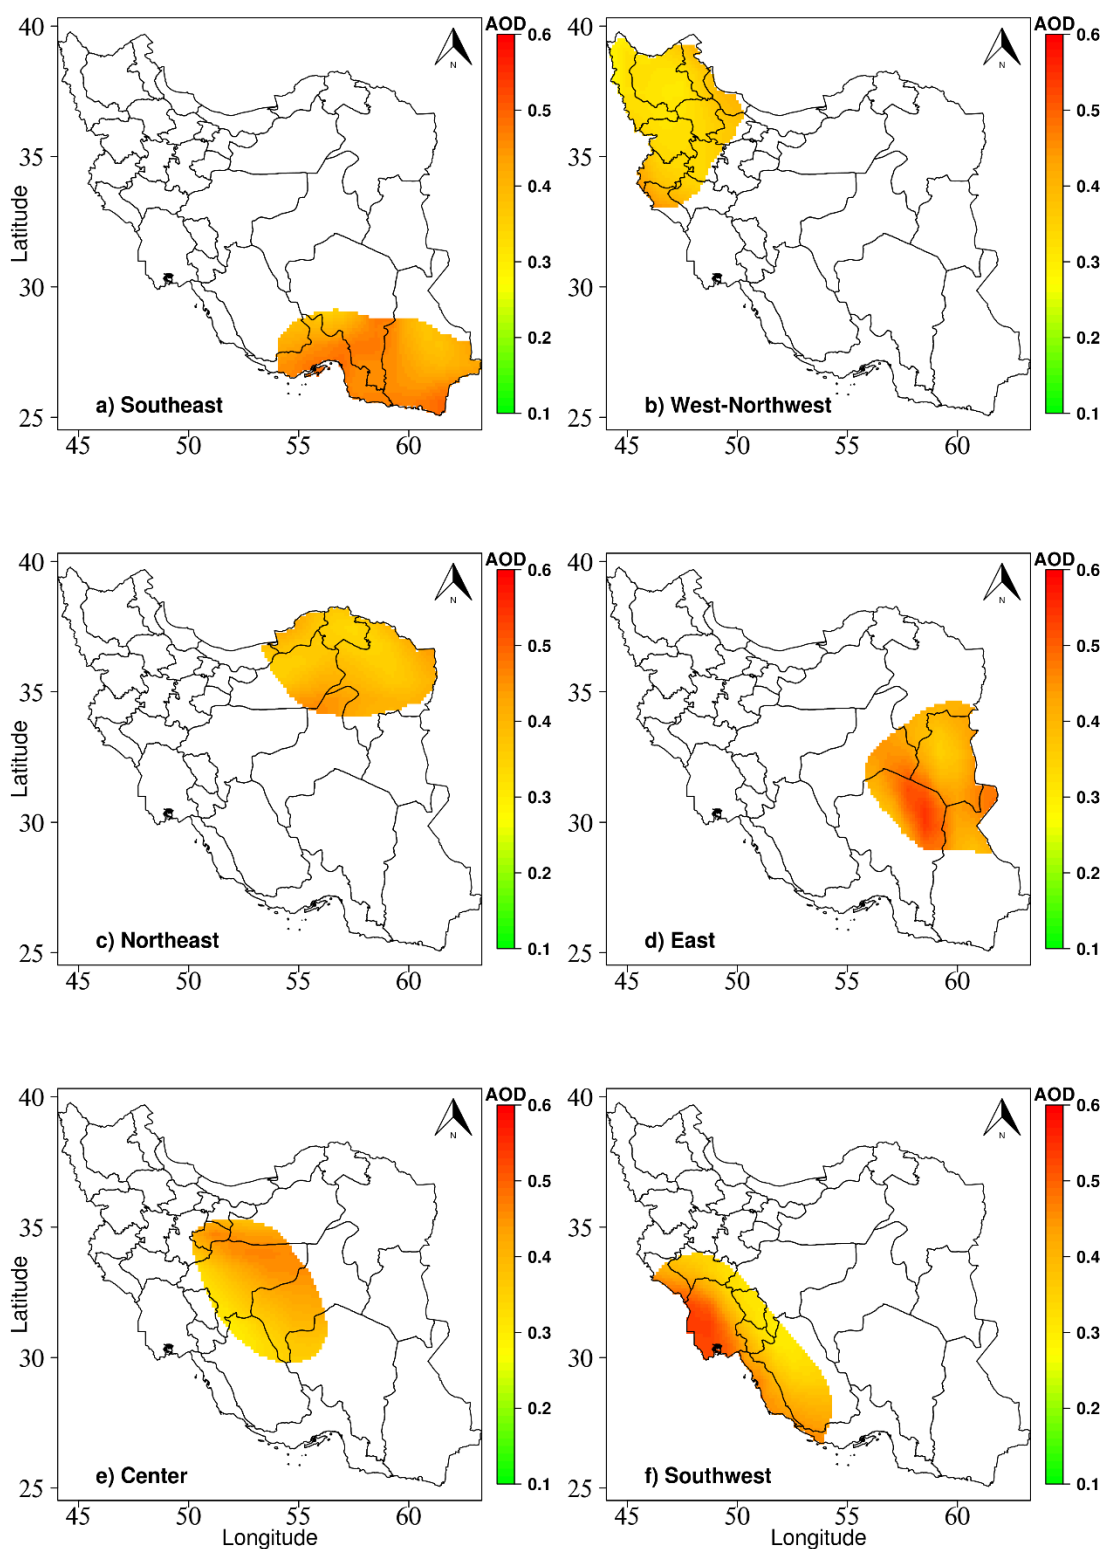 AOD
AOD
40
0.6
40
0.6
N
N
0.5
0.5
35
0.4
35
0.4
Latitude
0.3
0.3
30
30
0.2
0.2
a) Southeast
b) West-Northwest
25
0.1
25
0.1
45 50 55 60
45 50 55 60
AOD
AOD
40
0.6
40
0.6
N
N
0.5
0.5
35
0.4
35
0.4
Latitude
0.3
0.3
30
30
0.2
0.2
c) Northeast
d) East
25
0.1
25
0.1
45 50 55 60
45 50 55 60
AOD
AOD
40
0.6
40
0.6
N
N
0.5
0.5
35
0.4
35
0.4
Latitude
0.3
0.3
30
30
0.2
0.2
e) Center
f) Southwest
25
0.1
25
0.1
45 50 55 60
45 50 55 60
Longitude
Longitude